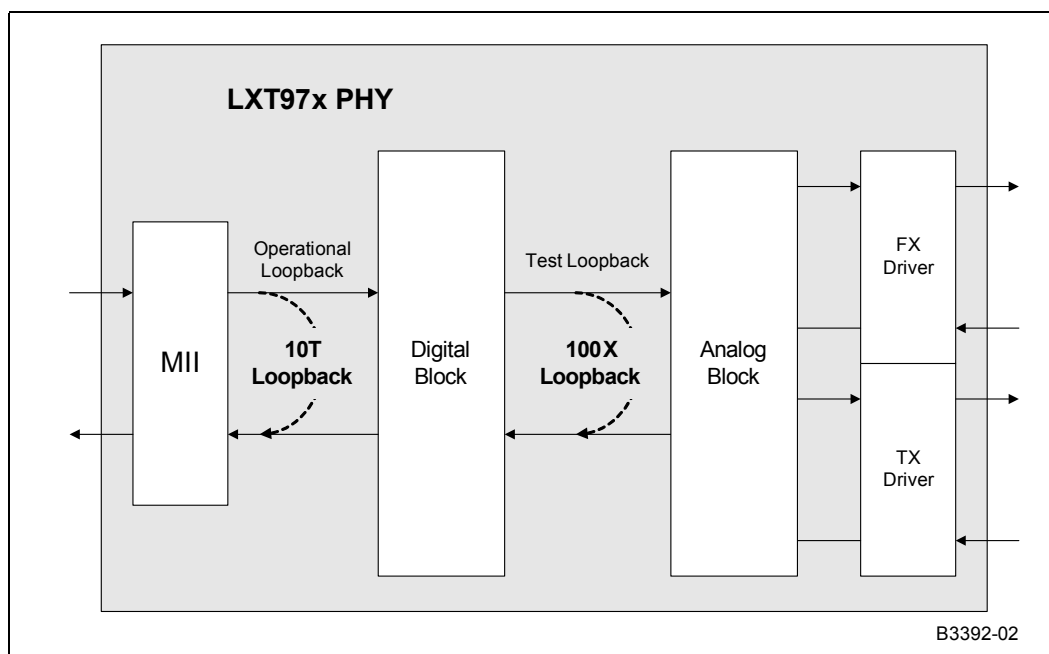 LXT97x PHY
Operational
Loopback
Test Loopback
MII
10T
Loopback
Digital
Block
100X
Loopback
Analog
Block
FX
Driver
TX
Driver
B3392-02